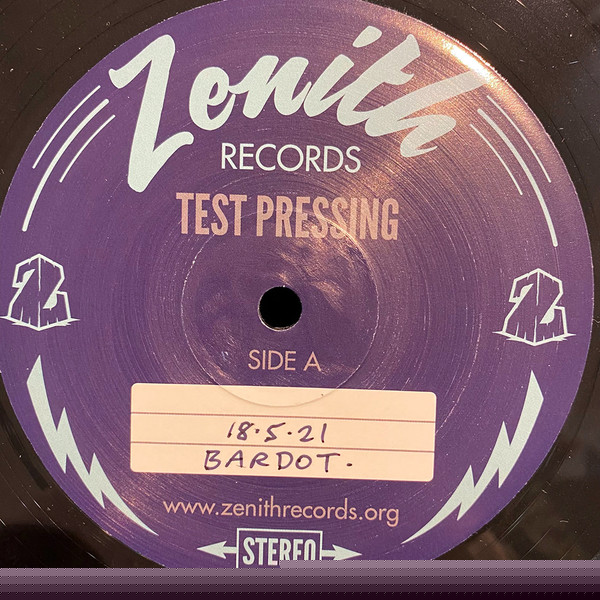 Zenith
RECORDS
TEST PRESSING
Z Z
SIDE A
18.5.21
BARDOT.
www.zenithrecords.org
STEREO